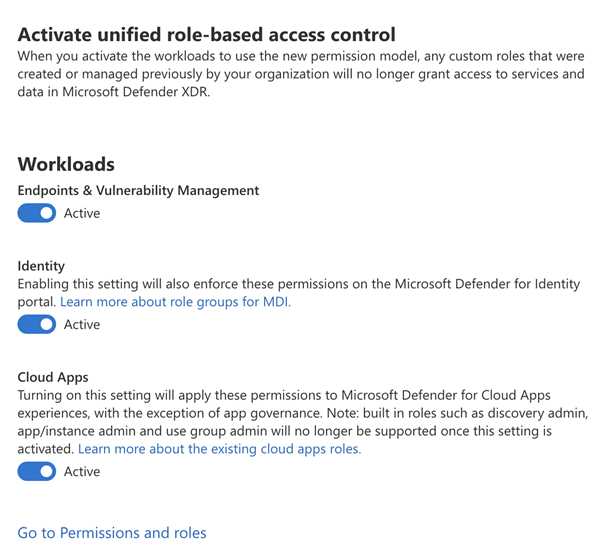 Activate unified role-based access control
When you activate the workloads to use the new permission model, any custom roles that were
created or managed previously by your organization will no longer grant access to services and
data in Microsoft Defender XDR.
Workloads
Endpoints & Vulnerability Management
Active
Identity
Enabling this setting will also enforce these permissions on the Microsoft Defender for Identity
portal. Learn more about role groups for MDI.
Active
Cloud Apps
Turning on this setting will apply these permissions to Microsoft Defender for Cloud Apps
experiences, with the exception of app governance. Note: built in roles such as discovery admin,
app/instance admin and use group admin will no longer be supported once this setting is
activated. Learn more about the existing cloud apps roles.
Active
Go to Permissions and roles